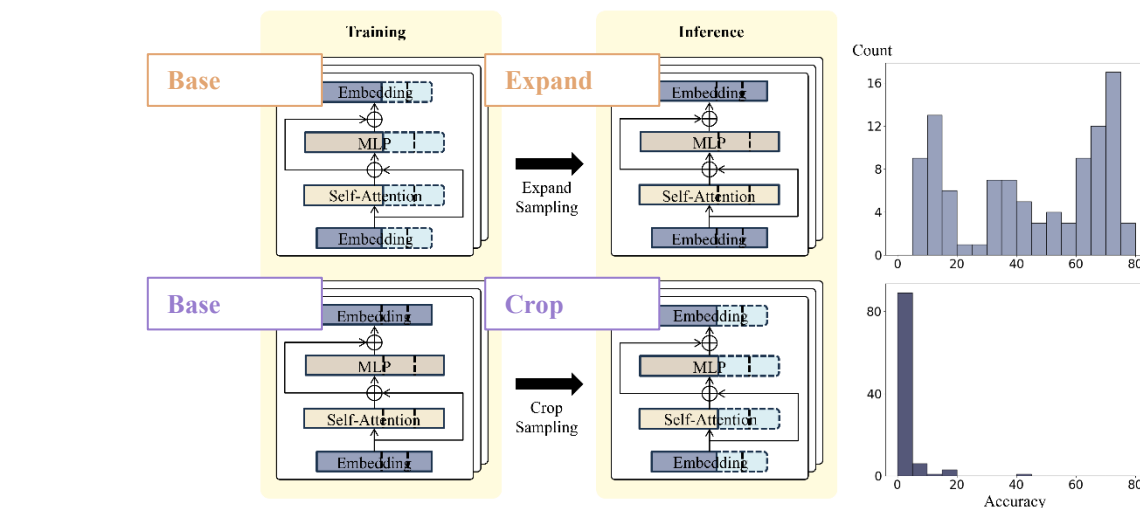 Training
Inference
Base
Embedding
MLP
Self-Attention
Embedding
Expand
Sampling
Expand
Embedding
MLP
Self-Attention
Embedding
Base
Embedding
MLP
Self-Attention
Embedding
Crop
Sampling
Crop
Embedding
MLP
Self-Attention
Embedding
Count
16
12
8
4
0
0 20 40 60 80
80
40
0
0 20 40 60 80
Accuracy